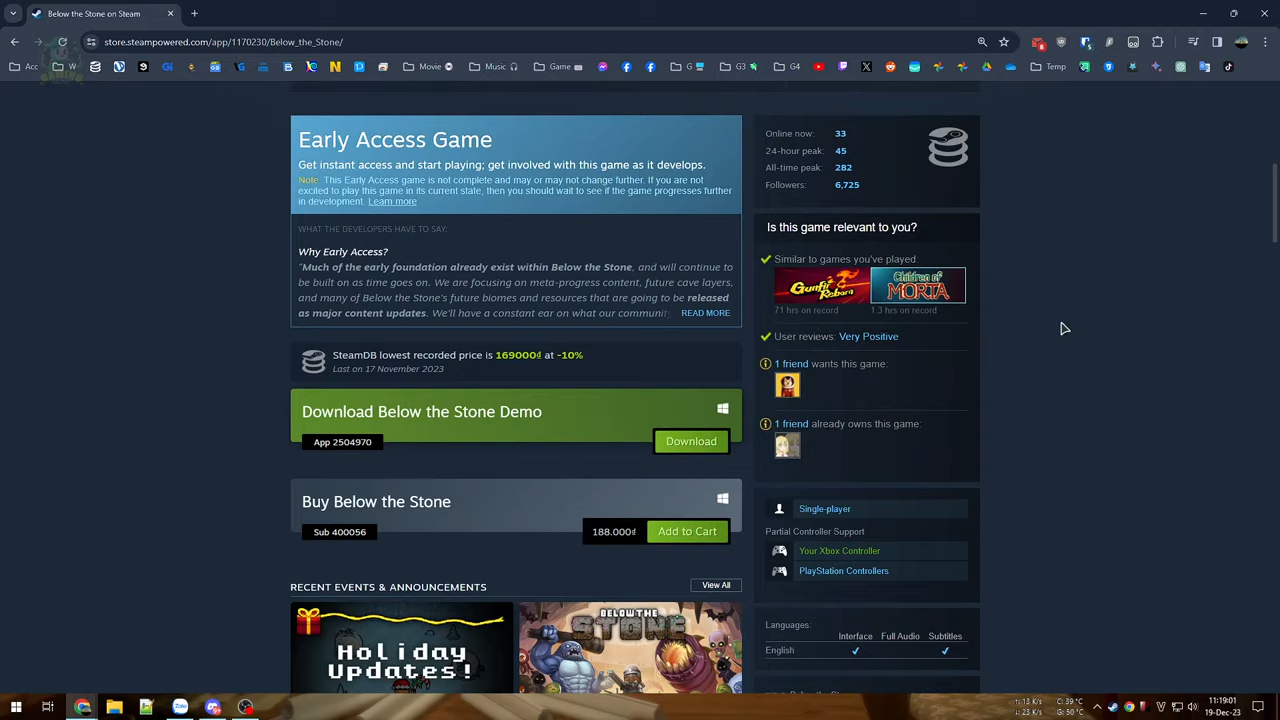 Below the Stone on Steam
store.steampowered.com/app/1170230/Below_the_Stone/
Acc
W
Movie
Music
Game
G
G3
G4
Temp
Early Access Game
Get instant access and start playing; get involved with this game as it develops.
Note: This Early Access game is not complete and may or may not change further. If you are not
excited to play this game in its current state, then you should wait to see if the game progresses further
in development. Learn more
WHAT THE DEVELOPERS HAVE TO SAY:
Why Early Access?
"Much of the early foundation already exist within Below the Stone, and will continue to
be built on as time goes on. We are focusing on meta-progress content, future cave layers,
and many of Below the Stone's future biomes and resources that are going to be released
as major content updates. We'll have a constant ear on what our communit
READ MORE
SteamDB lowest recorded price is 169000₫ at -10%
Last on 17 November 2023
Download Below the Stone Demo
App 2504970
Download
Buy Below the Stone
Sub 400056
188.000₫
Add to Cart
RECENT EVENTS & ANNOUNCEMENTS
View All
Holiday
Updates!
BELOW THE
STONE
Online now: 33
24-hour peak: 45
All-time peak: 282
Followers: 6,725
Is this game relevant to you?
Similar to games you've played:
Gunfire
Reborn
Children of
MORTA
71 hrs on record
1.3 hrs on record
User reviews: Very Positive
1 friend wants this game:
1 friend already owns this game:
Single-player
Partial Controller Support
Your Xbox Controller
PlayStation Controllers
Languages:
Interface Full Audio Subtitles
English
13 K/s
23 K/s
C: 39 °C
G: 50 °C
11:19:01
19-Dec-23